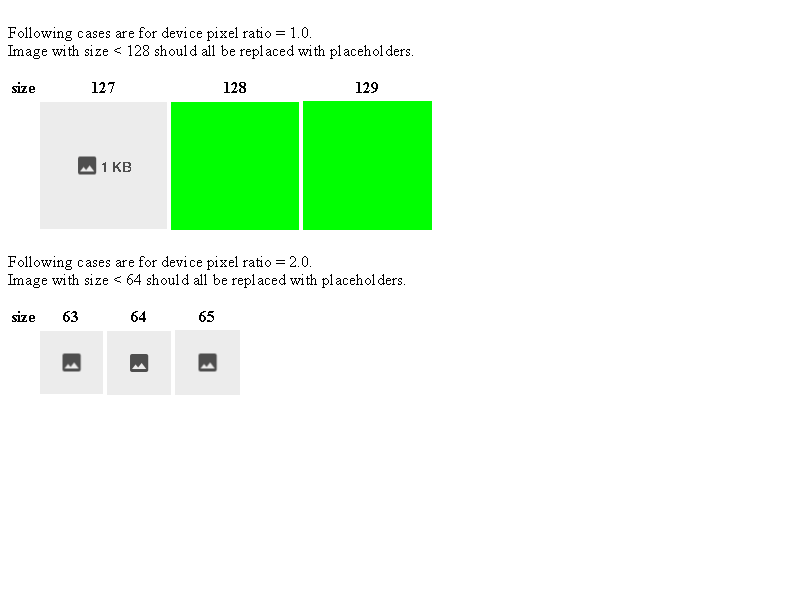 Following cases are for device pixel ratio = 1.0.
Image with size < 128 should all be replaced with placeholders.
size 127 128 129
1 KB
Following cases are for device pixel ratio = 2.0.
Image with size < 64 should all be replaced with placeholders.
size 63 64 65